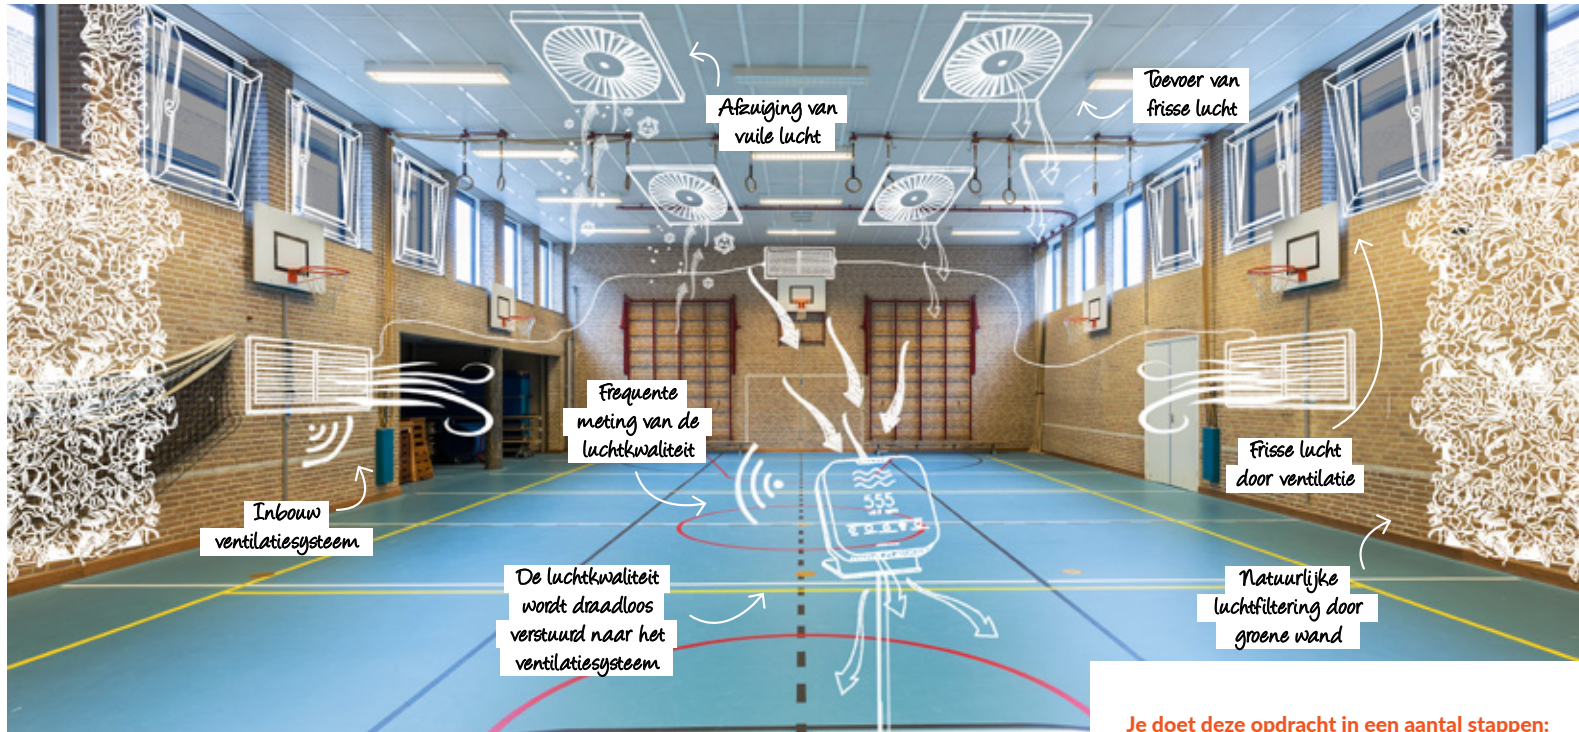 Afzuiging van
vuile lucht
Toevoer van
frisse lucht
Frequente
meting van de
luchtkwaliteit
Frisse lucht
door ventilatie
Inbouw
ventilatiesysteem
De luchtkwaliteit
wordt draadloos
verstuurd naar het
ventilatiesysteem
555
Natuurlijke
luchtfiltering door
groene wand
Je doet deze opdracht in een aantal stappen: